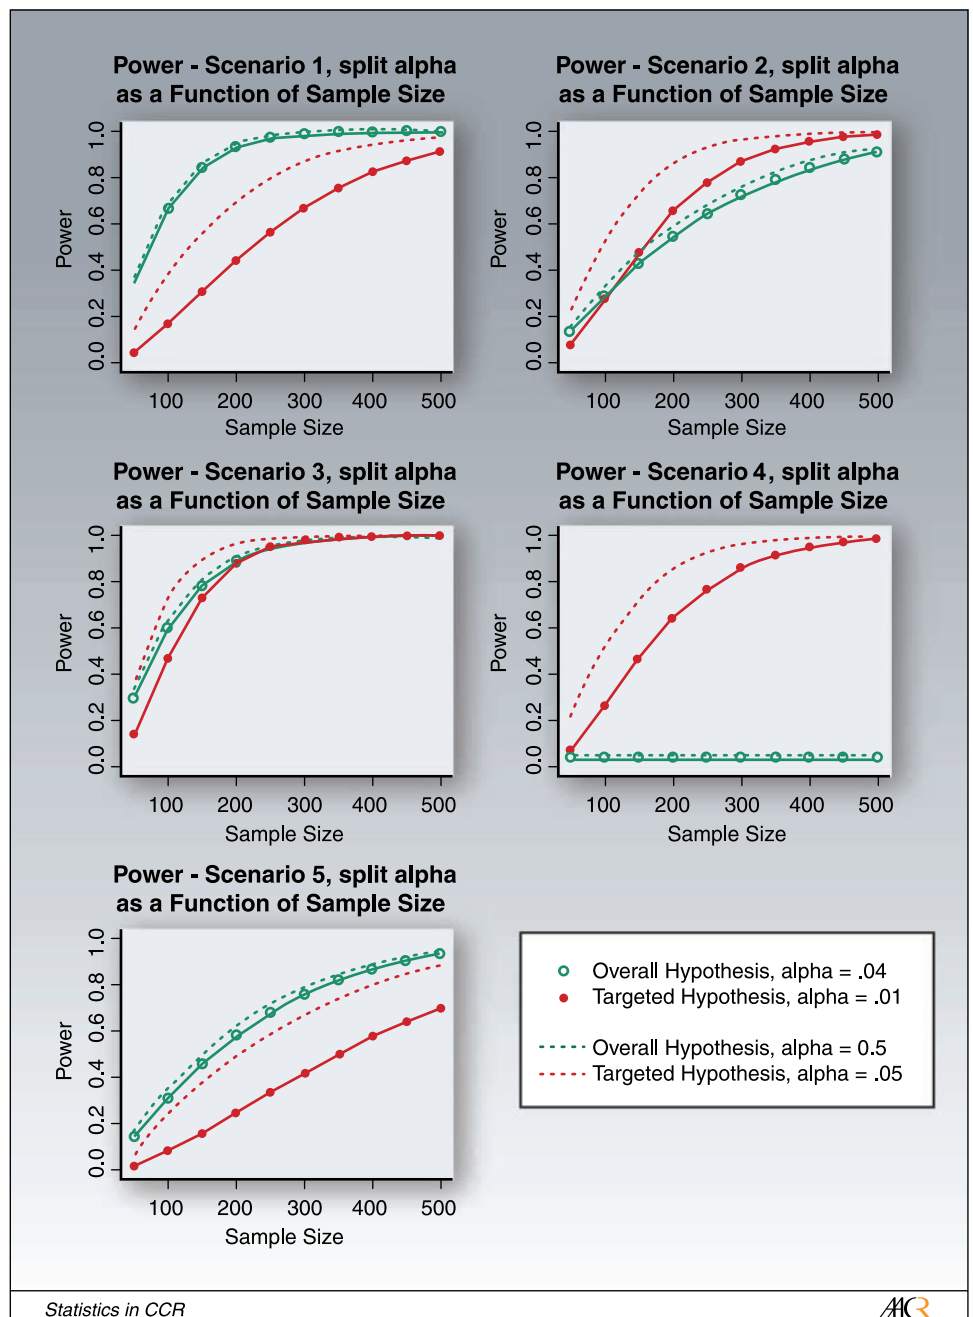 Power - Scenario 1, split alpha
as a Function of Sample Size
Power
0.0 0.2 0.4 0.6 0.8 1.0
100 200 300 400 500
Sample Size
Power - Scenario 2, split alpha
as a Function of Sample Size
Power
0.0 0.2 0.4 0.6 0.8 1.0
100 200 300 400 500
Sample Size
Power - Scenario 3, split alpha
as a Function of Sample Size
Power
0.0 0.2 0.4 0.6 0.8 1.0
100 200 300 400 500
Sample Size
Power - Scenario 4, split alpha
as a Function of Sample Size
Power
0.0 0.2 0.4 0.6 0.8 1.0
100 200 300 400 500
Sample Size
Power - Scenario 5, split alpha
as a Function of Sample Size
Power
0.0 0.2 0.4 0.6 0.8 1.0
100 200 300 400 500
Sample Size
Overall Hypothesis, alpha = .04
Targeted Hypothesis, alpha = .01
Overall Hypothesis, alpha = 0.5
Targeted Hypothesis, alpha = .05
Statistics in CCR
AACR